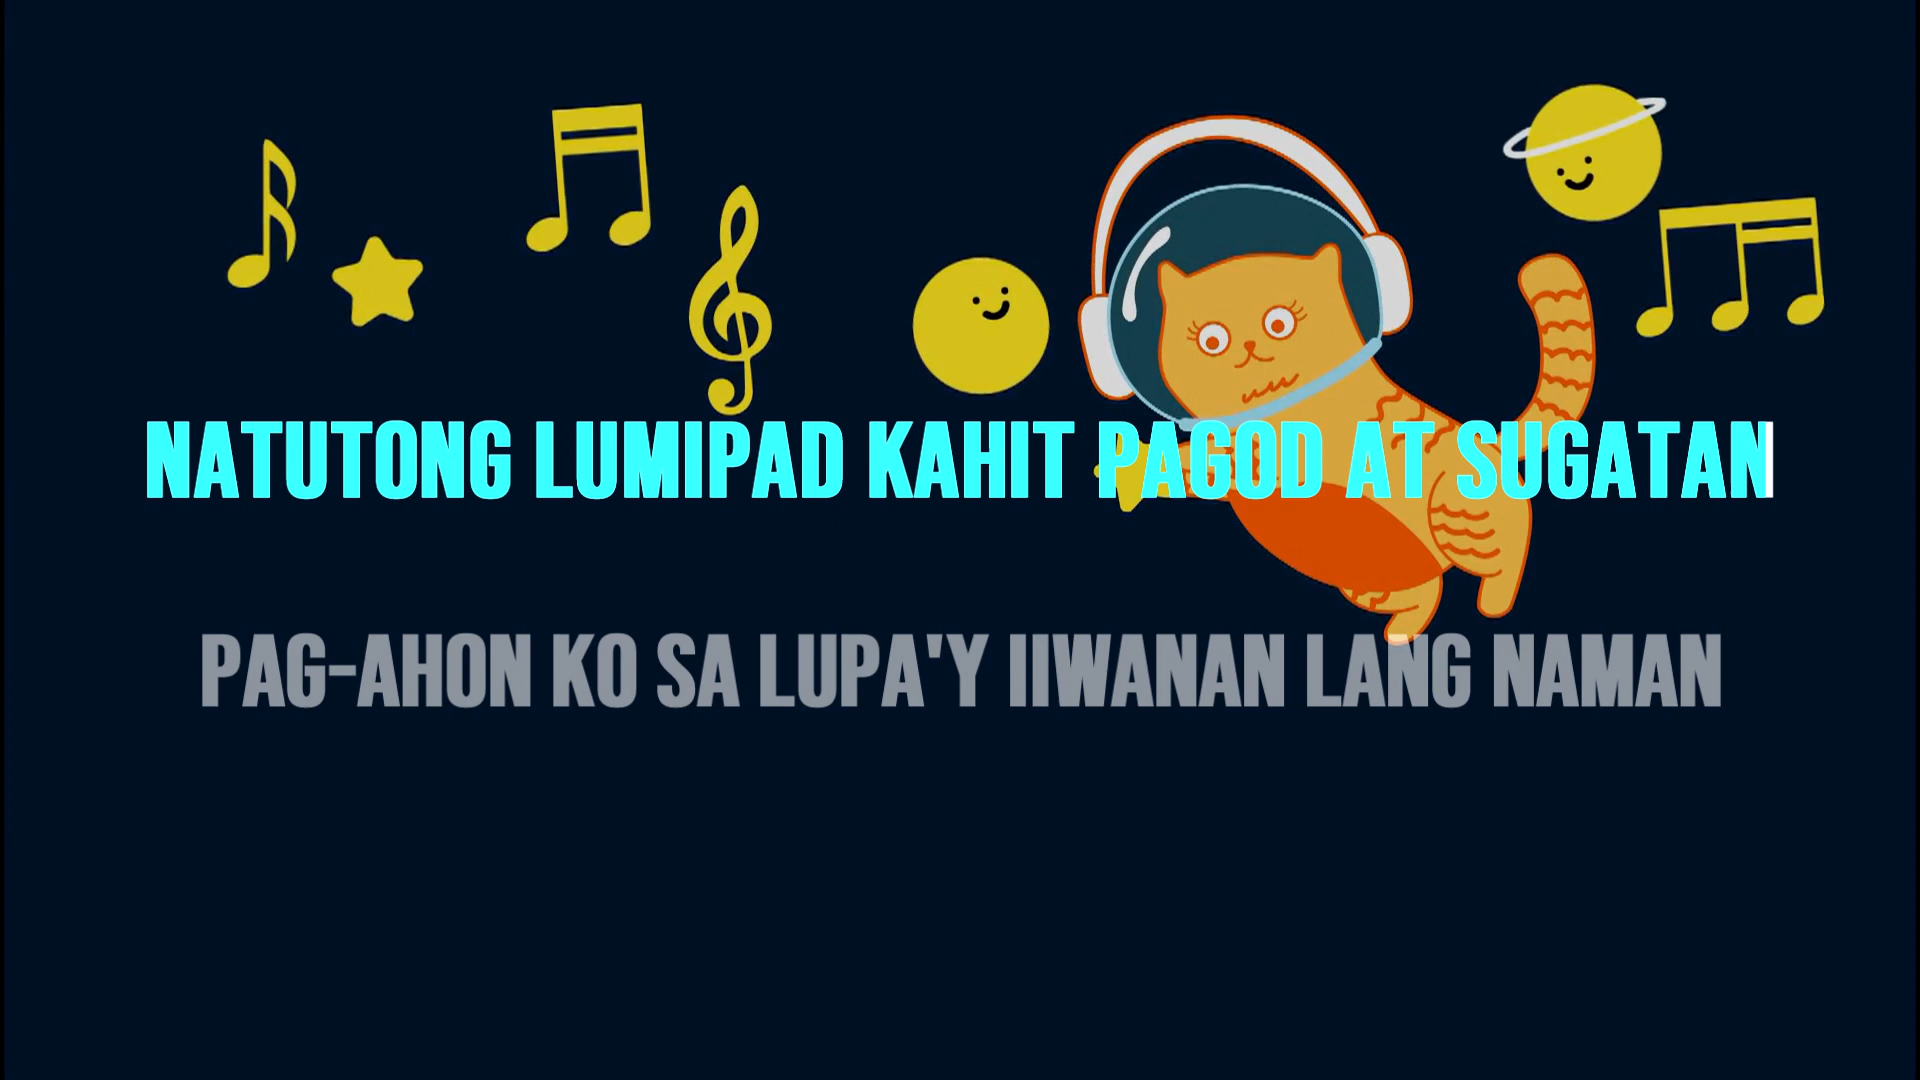 NATUTONG LUMIPAD KAHIT PAGOD AT SUGATAN
PAG-AHON KO SA LUPA'Y IIWANAN LANG NAMAN